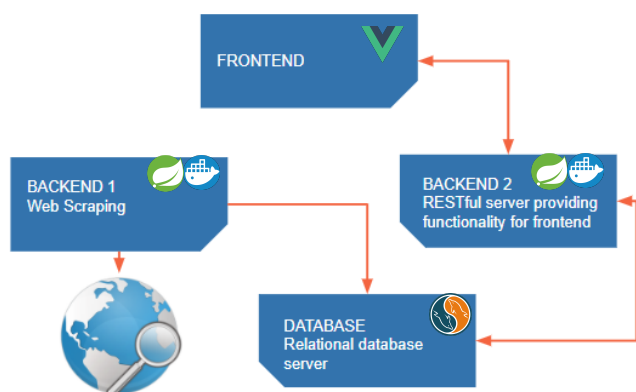 FRONTEND
BACKEND 1
Web Scraping
BACKEND 2
RESTful server providing
functionality for frontend
DATABASE
Relational database
server